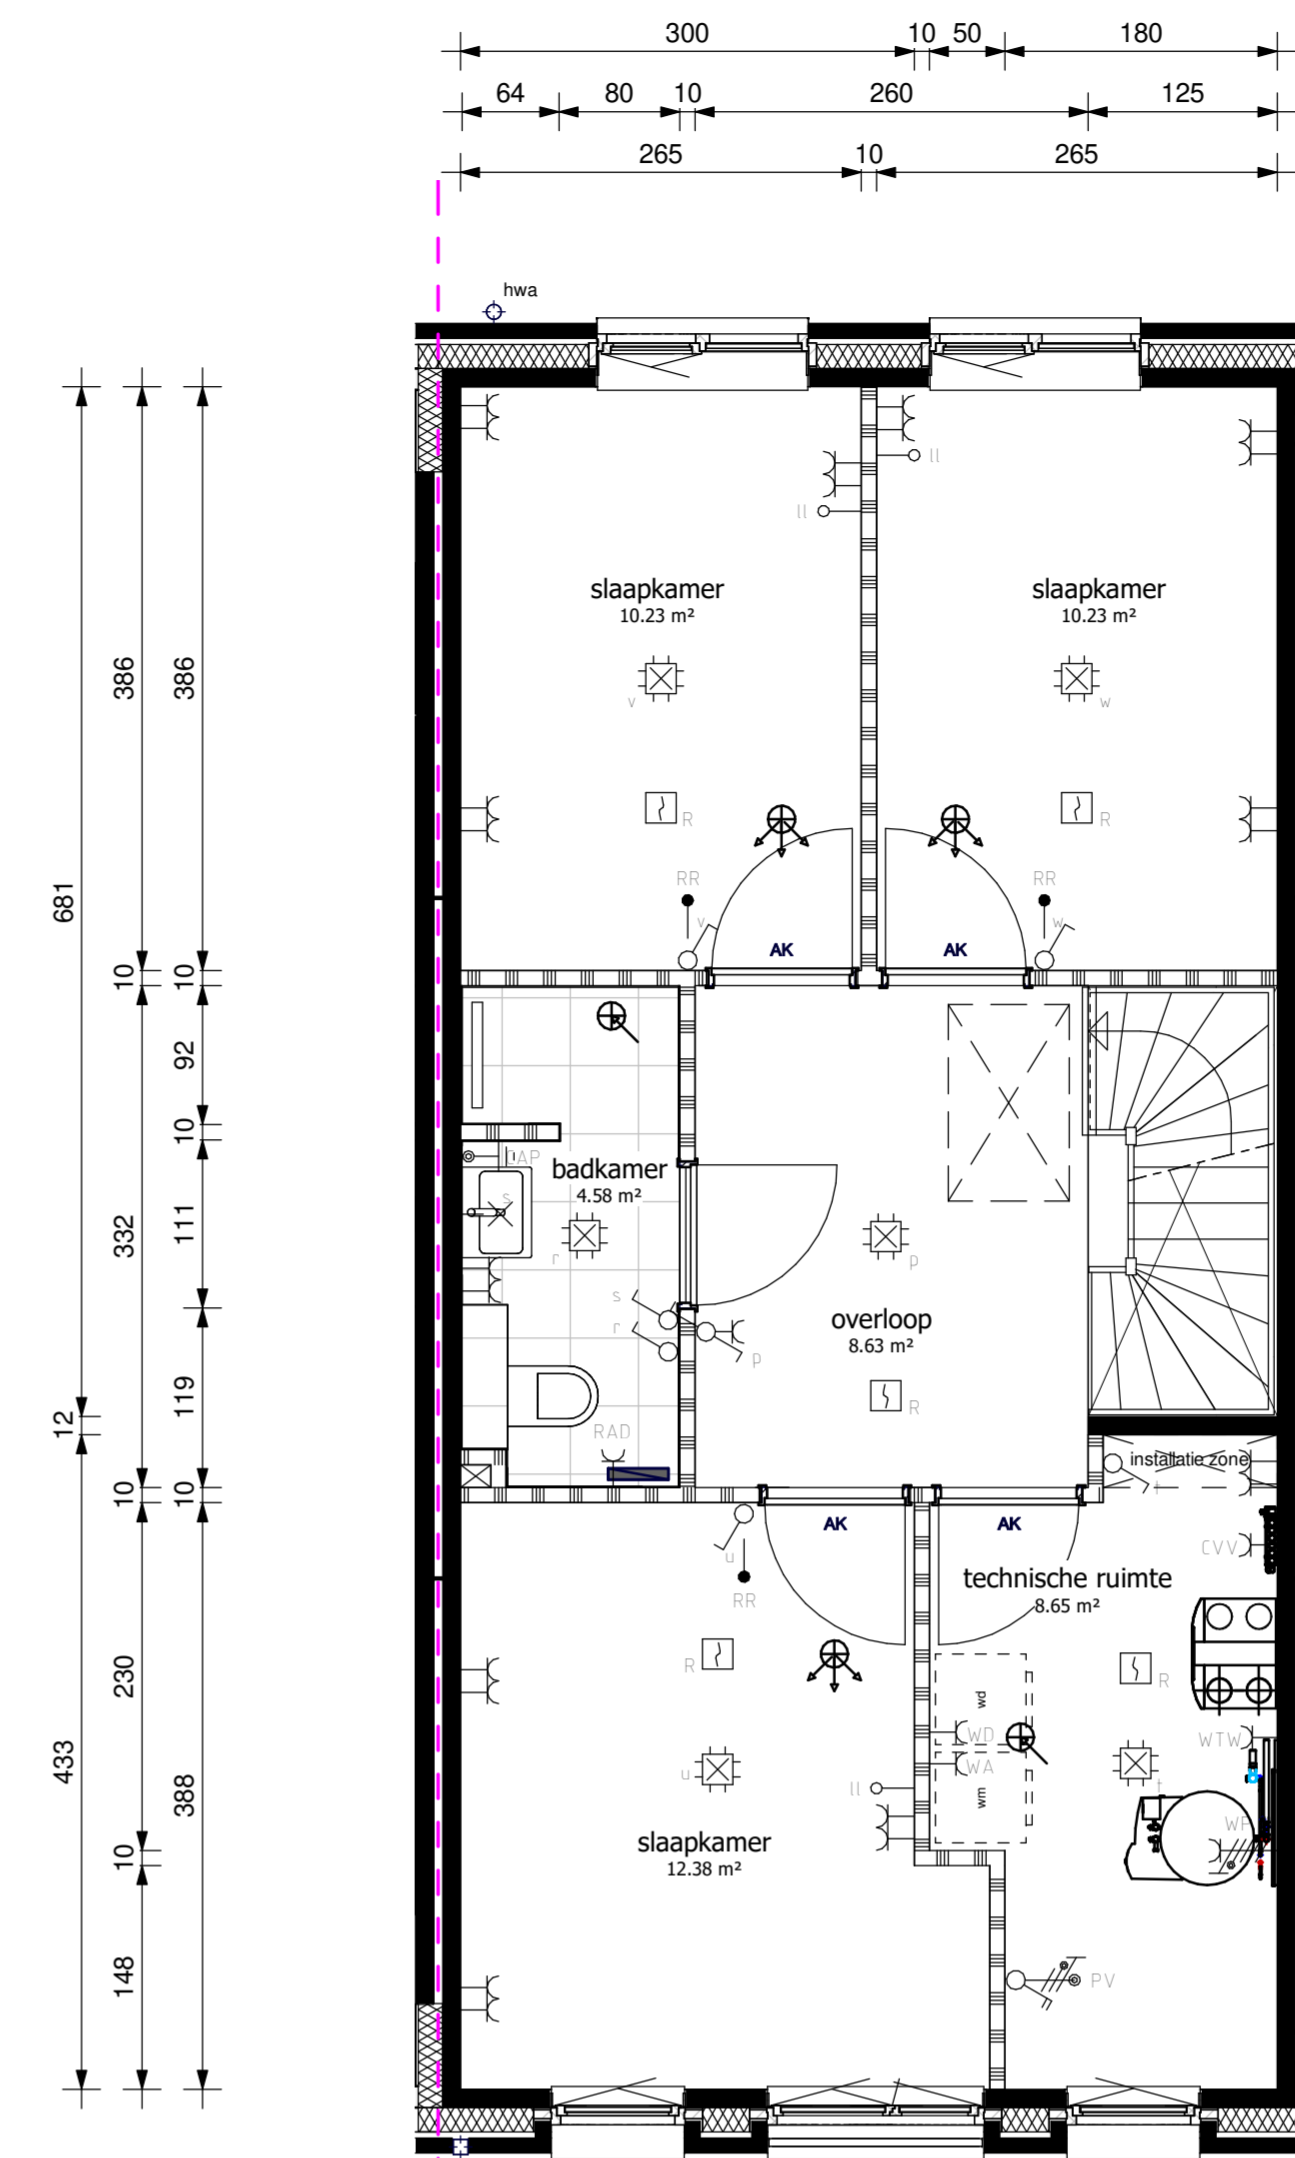 300 10 50 180
64 80 10 260 125
265 10 265
hwa
ll
ll
slaapkamer
10.23 m²
slaapkamer
10.23 m²
386
386
v
w
R
R
681
RR
RR
v
w
AK
AK
10
10
92
10
CAP
badkamer
4.58 m²
s
332
111
r
p
s
overloop
8.63 m²
r
p
119
R
12
RAD
installatie zone
t
10
10
AK
AK
CVV
u
technische ruimte
8.65 m²
RR
R
R
230
wd
WD
WTW
433
u
WA
t
388
ll
wm
WP
slaapkamer
12.38 m²
10
148
PV